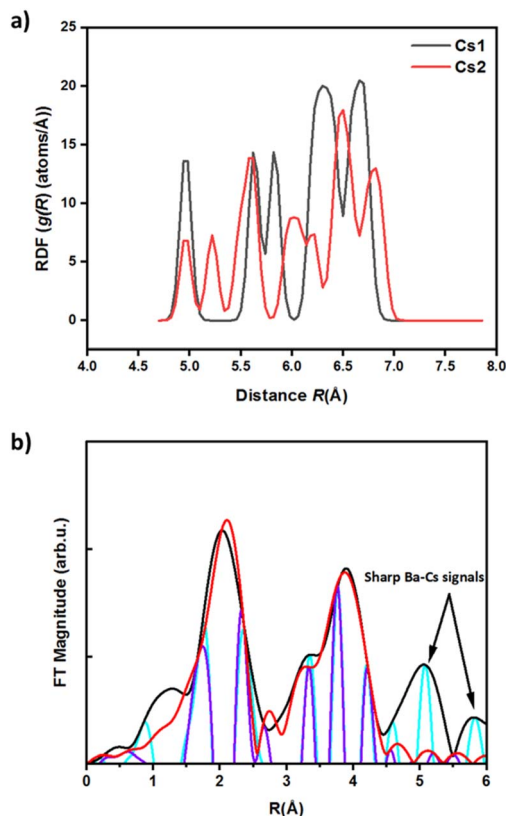 a)
25
20
15
10
5
0
RDF (g(R) (atoms/Å)
Cs1
Cs2
4.0 4.5 5.0 5.5 6.0 6.5 7.0 7.5 8.0
Distance R(Å)
b)
FT Magnitude (arb.u.)
Sharp Ba-Cs signals
0 1 2 3 4 5 6
R(Å)